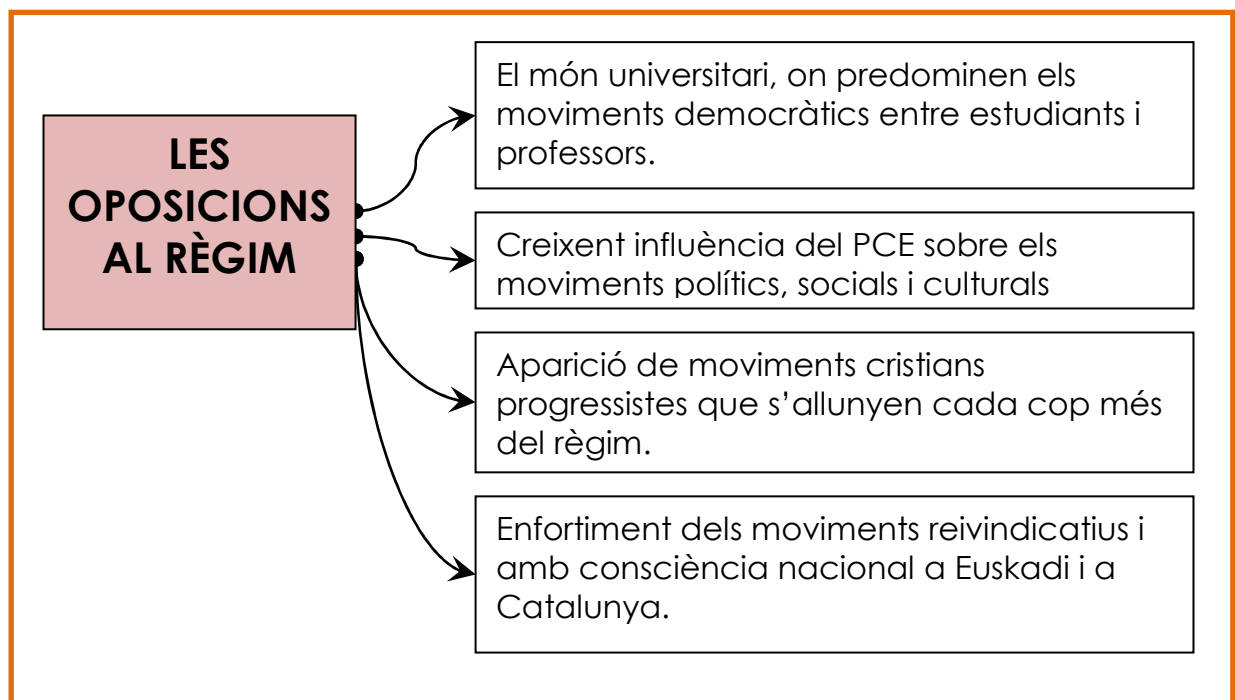 LES
OPOSICIONS
AL RÈGIM
El món universitari, on predominen els
moviments democràtics entre estudiants i
professors.
Creixent influència del PCE sobre els
moviments polítics, socials i culturals
Aparició de moviments cristians
progressistes que s’allunyen cada cop més
del règim.
Enfortiment dels moviments reivindicatius i
amb consciència nacional a Euskadi i a
Catalunya.